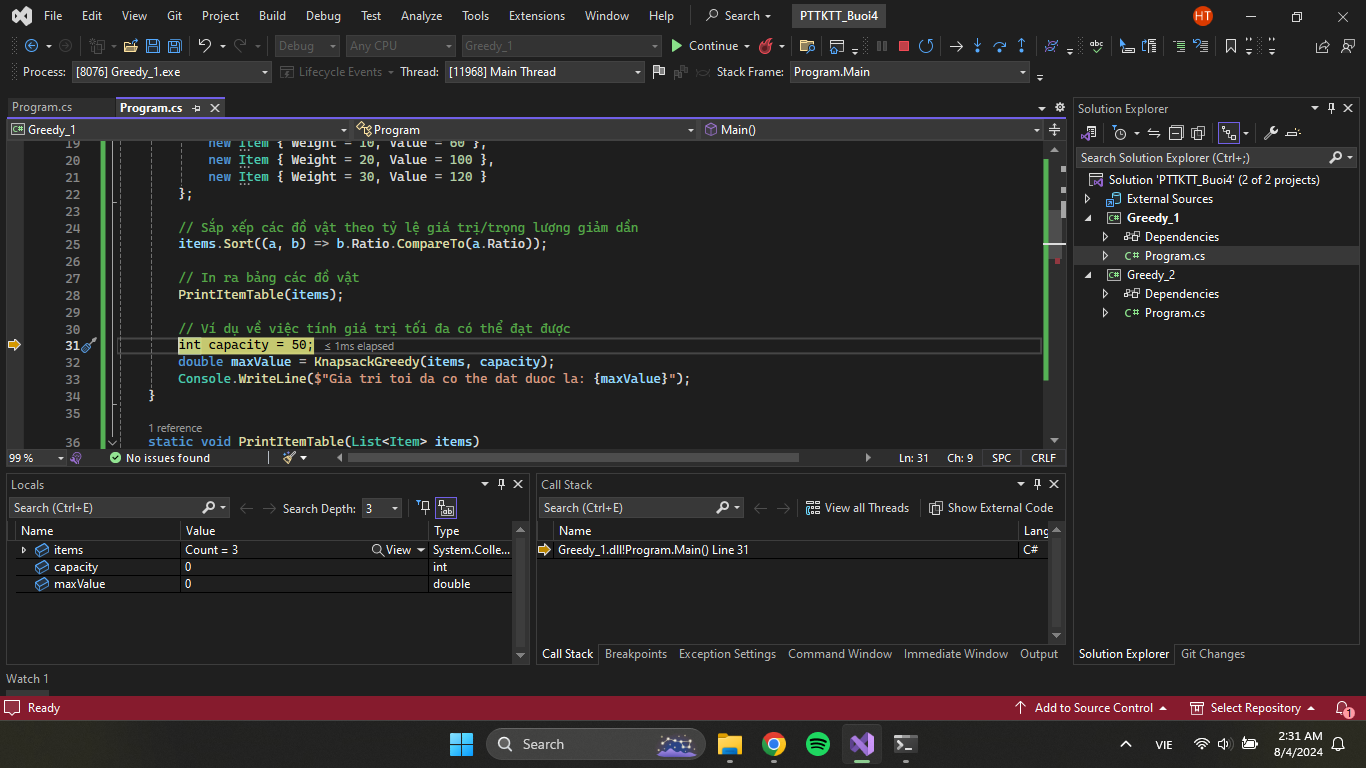 File Edit View Git Project Build Debug Test Analyze Tools Extensions Window Help Search PTTKTT_Buoi4 HT
Debug Any CPU Greedy_1 Continue
Process: [8076] Greedy_1.exe Lifecycle Events Thread: [11968] Main Thread Stack Frame: Program.Main
Program.cs Program.cs
Greedy_1 Program Main()
19 new Item { Weight = 10, Value = 60 },
20 new Item { Weight = 20, Value = 100 },
21 new Item { Weight = 30, Value = 120 }
22 };
23
24 // Sắp xếp các đồ vật theo tỷ lệ giá trị/trọng lượng giảm dần
25 items.Sort((a, b) => b.Ratio.CompareTo(a.Ratio));
26
27 // In ra bảng các đồ vật
28 PrintItemTable(items);
29
30 // Ví dụ về việc tính giá trị tối đa có thể đạt được
31 int capacity = 50; ≤ 1ms elapsed
32 double maxValue = KnapsackGreedy(items, capacity);
33 Console.WriteLine($"Gia tri toi da co the dat duoc la: {maxValue}");
34 }
35
1 reference
36 static void PrintItemTable(List<Item> items)
99 % No issues found Ln: 31 Ch: 9 SPC CRLF
Locals
Search (Ctrl+E) Search Depth: 3
Name Value Type
items Count = 3 View System.Colle...
capacity 0 int
maxValue 0 double
Call Stack
Search (Ctrl+E) View all Threads Show External Code
Name Lang
Greedy_1.dll!Program.Main() Line 31 C#
Call Stack Breakpoints Exception Settings Command Window Immediate Window Output
Solution Explorer
Search Solution Explorer (Ctrl+;)
Solution 'PTTKTT_Buoi4' (2 of 2 projects)
External Sources
Greedy_1
Dependencies
C# Program.cs
Greedy_2
Dependencies
C# Program.cs
Solution Explorer Git Changes
Watch 1
Ready Add to Source Control Select Repository 1
Search VIE 2:31 AM
8/4/2024